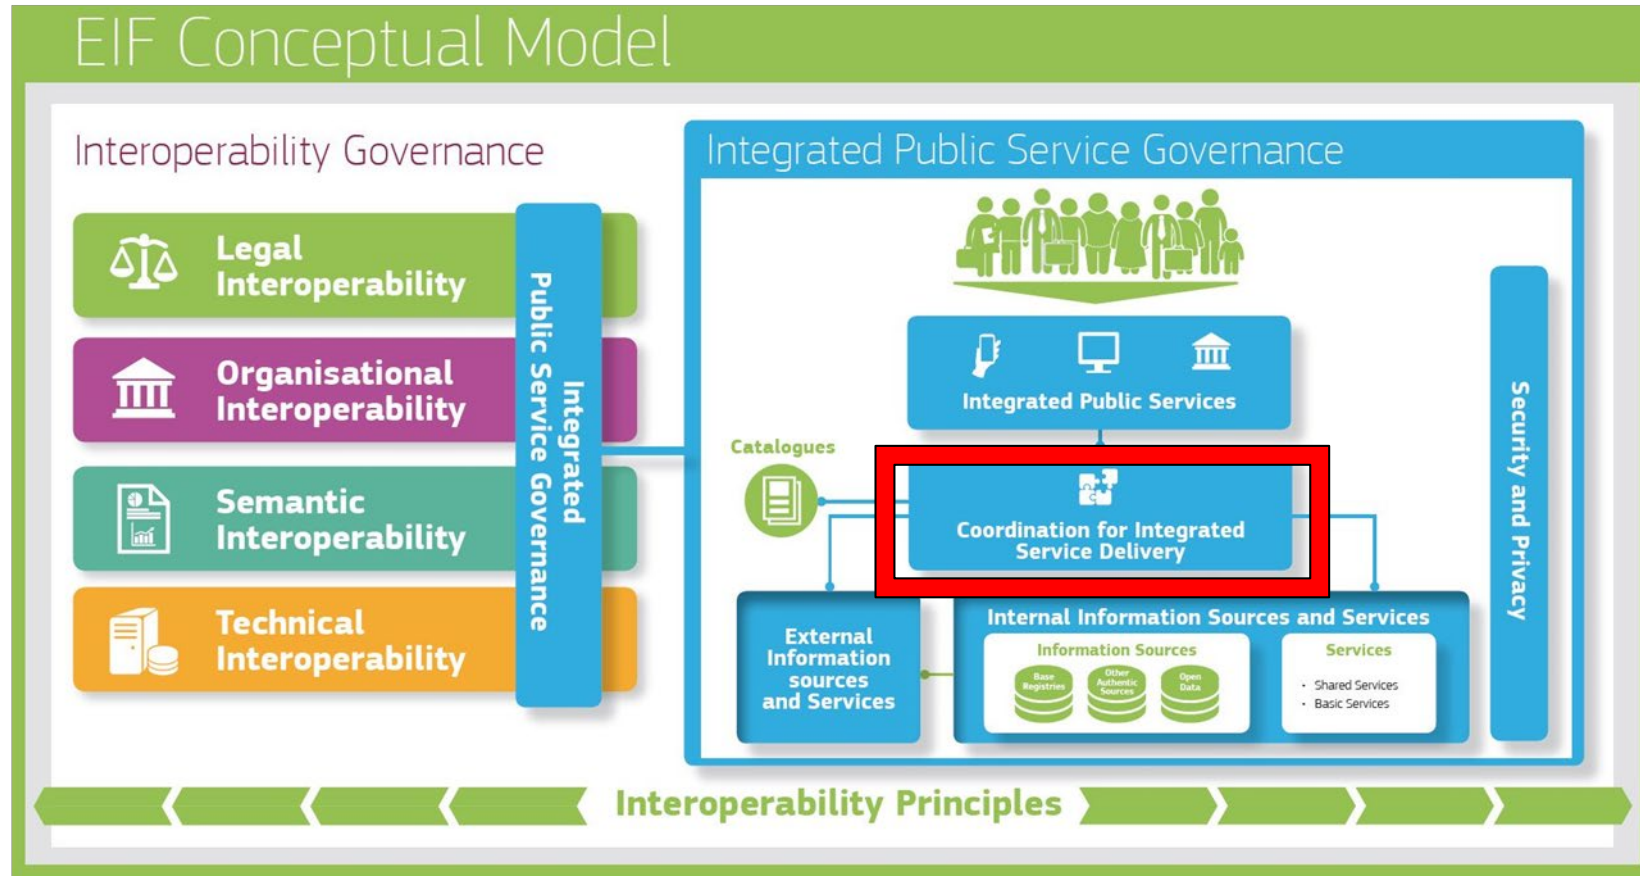 EIF Conceptual Model
Interoperability Governance
Legal
Interoperability
Organisational
Interoperability
Semantic
Interoperability
Technical
Interoperability
Integrated
Public Service Governance
Integrated Public Service Governance
Integrated Public Services
Catalogues
Coordination for Integrated
Service Delivery
External
Information
sources
and Services
Internal Information Sources and Services
Information Sources
Base
Registries
Other
Authentic
Sources
Open
Data
Services
• Shared Services
• Basic Services
Security and Privacy
Interoperability Principles